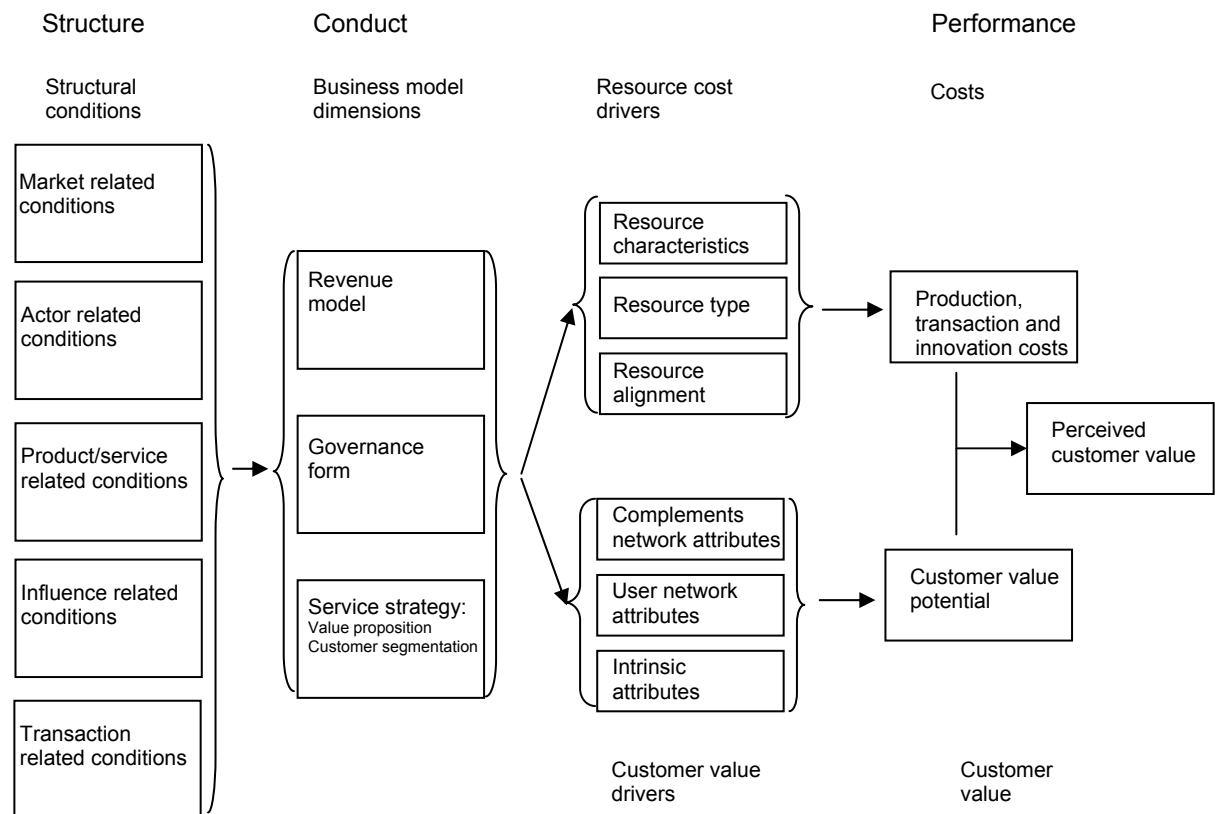 Structure
Conduct
Performance
Structural
conditions
Business model
dimensions
Resource cost
drivers
Costs
Market related
conditions
Actor related
conditions
Product/service
related conditions
Influence related
conditions
Transaction
related conditions
Revenue
model
Governance
form
Service strategy:
Value proposition
Customer segmentation
Resource
characteristics
Resource type
Resource
alignment
Complements
network attributes
User network
attributes
Intrinsic
attributes
Production,
transaction and
innovation costs
Perceived
customer value
Customer value
potential
Customer value
drivers
Customer
value